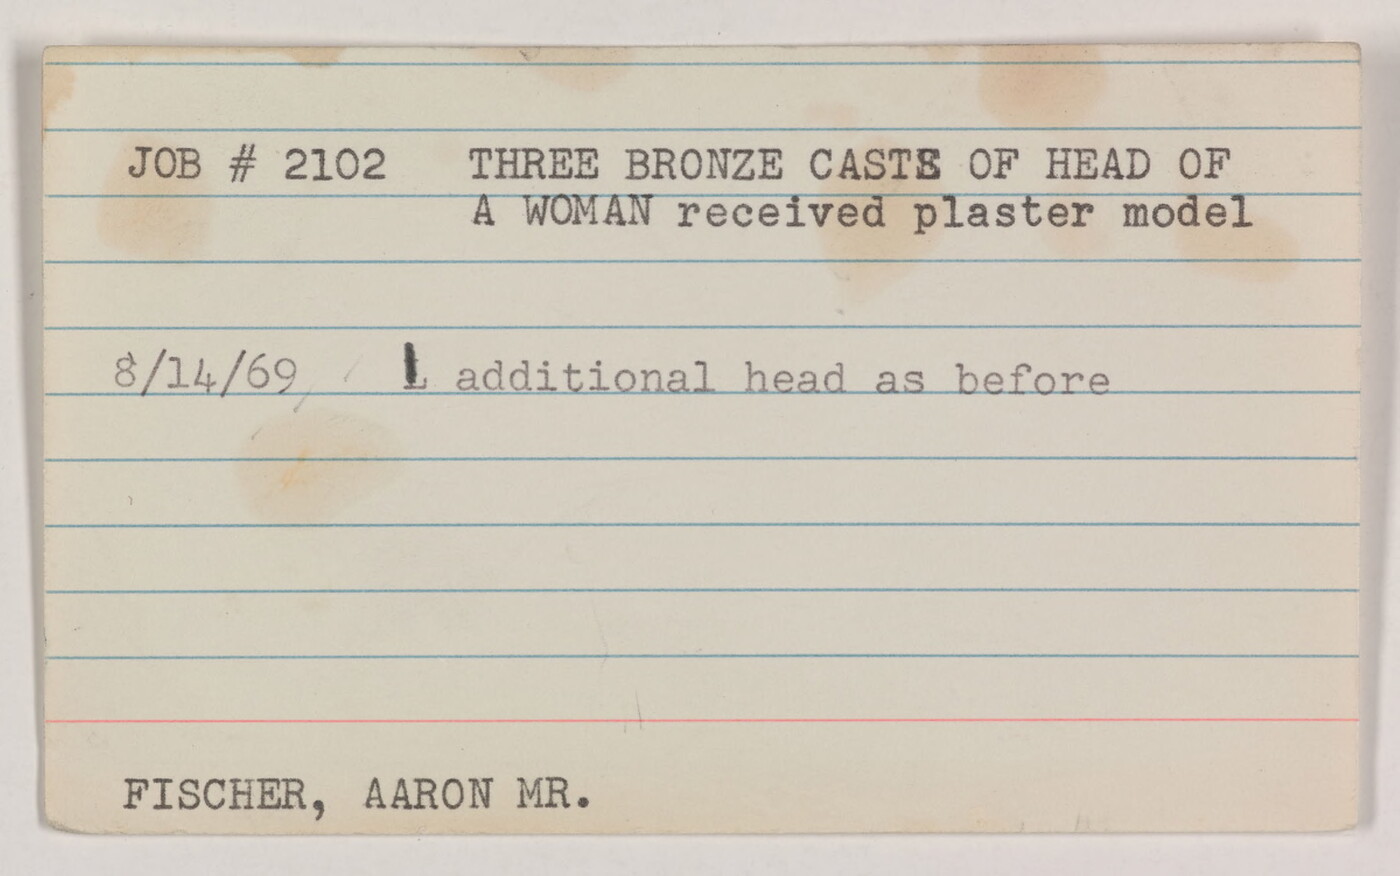 JOB # 2102 THREE BRONZE CASTS OF HEAD OF
A WOMAN received plaster model
8/14/69 1 additional head as before
FISCHER, AARON MR.